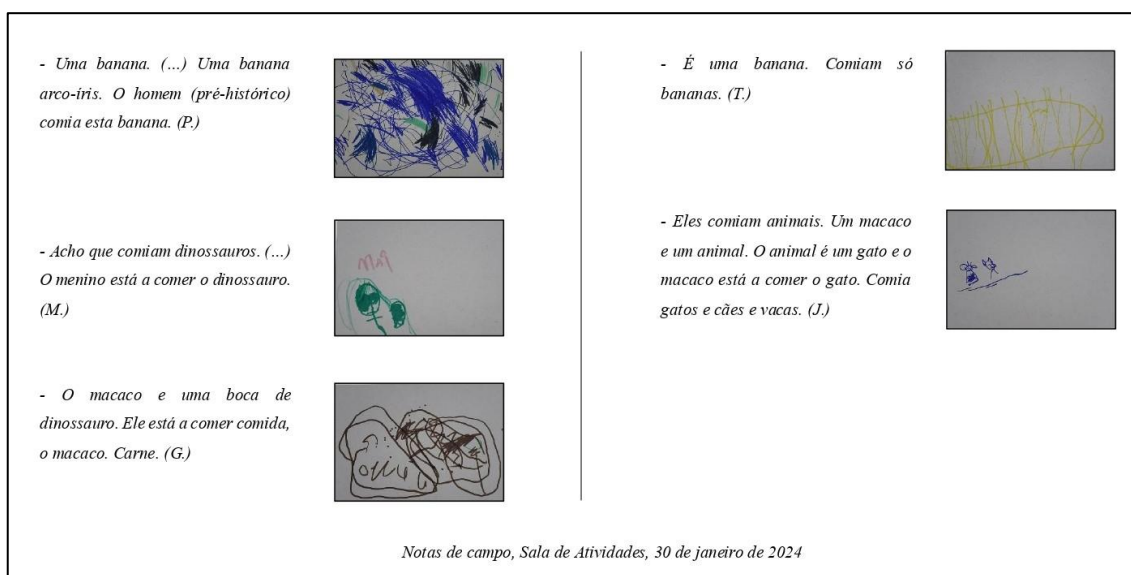 - Uma banana. (...) Uma banana
arco-íris. O homem (pré-histórico)
comia esta banana. (P.)
- Acho que comiam dinossauros. (...)
O menino está a comer o dinossauro.
(M.)
- O macaco e uma boca de
dinossauro. Ele está a comer comida,
o macaco. Carne. (G.)
- É uma banana. Comiam só
bananas. (T.)
- Eles comiam animais. Um macaco
e um animal. O animal é um gato e o
macaco está a comer o gato. Comia
gatos e cães e vacas. (J.)
Notas de campo, Sala de Atividades, 30 de janeiro de 2024